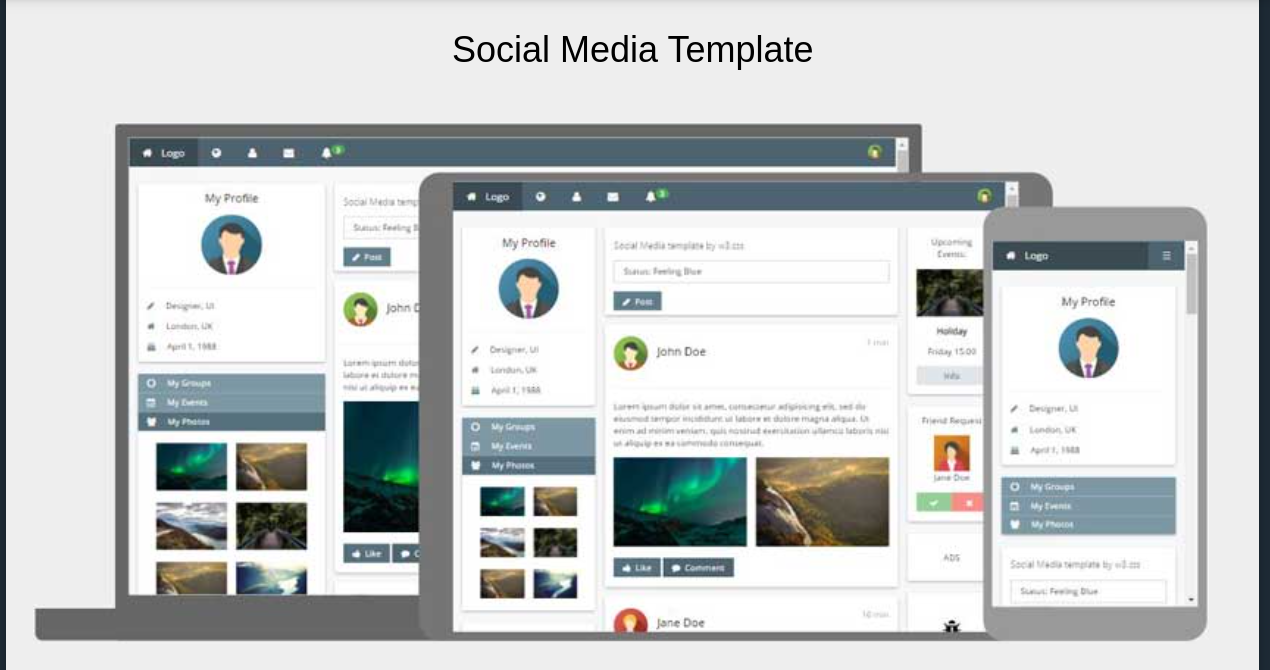 Social Media Template
Logo
3
My Profile
Designer, UI
London, UK
April 1, 1988
My Groups
My Events
My Photos
Social Media temp
Status: Feeling B
Post
John D
Lorem ipsum dolor
labore et dolore m
nisi ut aliquip ex ea
Like
C
Logo
3
My Profile
Designer, UI
London, UK
April 1, 1988
My Groups
My Events
My Photos
Social Media template by w3.css
Status: Feeling Blue
Post
John Doe
1 min
Lorem ipsum dolor sit amet, consectetur adipisicing elit, sed do
eiusmod tempor incididunt ut labore et dolore magna aliqua. Ut
enim ad minim veniam, quis nostrud exercitation ullamco laboris nisi
ut aliquip ex ea commodo consequat.
Like
Comment
Jane Doe
16 min
Upcoming
Events:
Holiday
Friday 15:00
Info
Friend Request
Jane Doe
ADS
Logo
My Profile
Designer, UI
London, UK
April 1, 1988
My Groups
My Events
My Photos
Social Media template by w3.css
Status: Feeling Blue